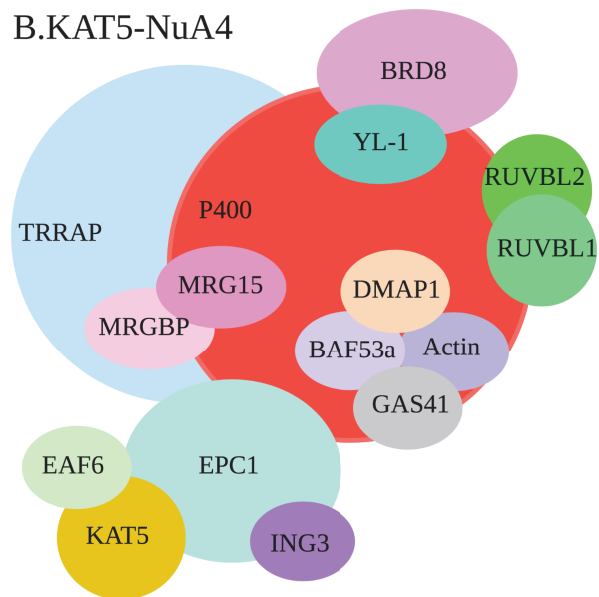 B.KAT5-NuA4
BRD8
YL-1
RUVBL2
P400
TRRAP
RUVBL1
MRG15
DMAP1
MRGBP
BAF53a
Actin
GAS41
EAF6
EPC1
KAT5
ING3